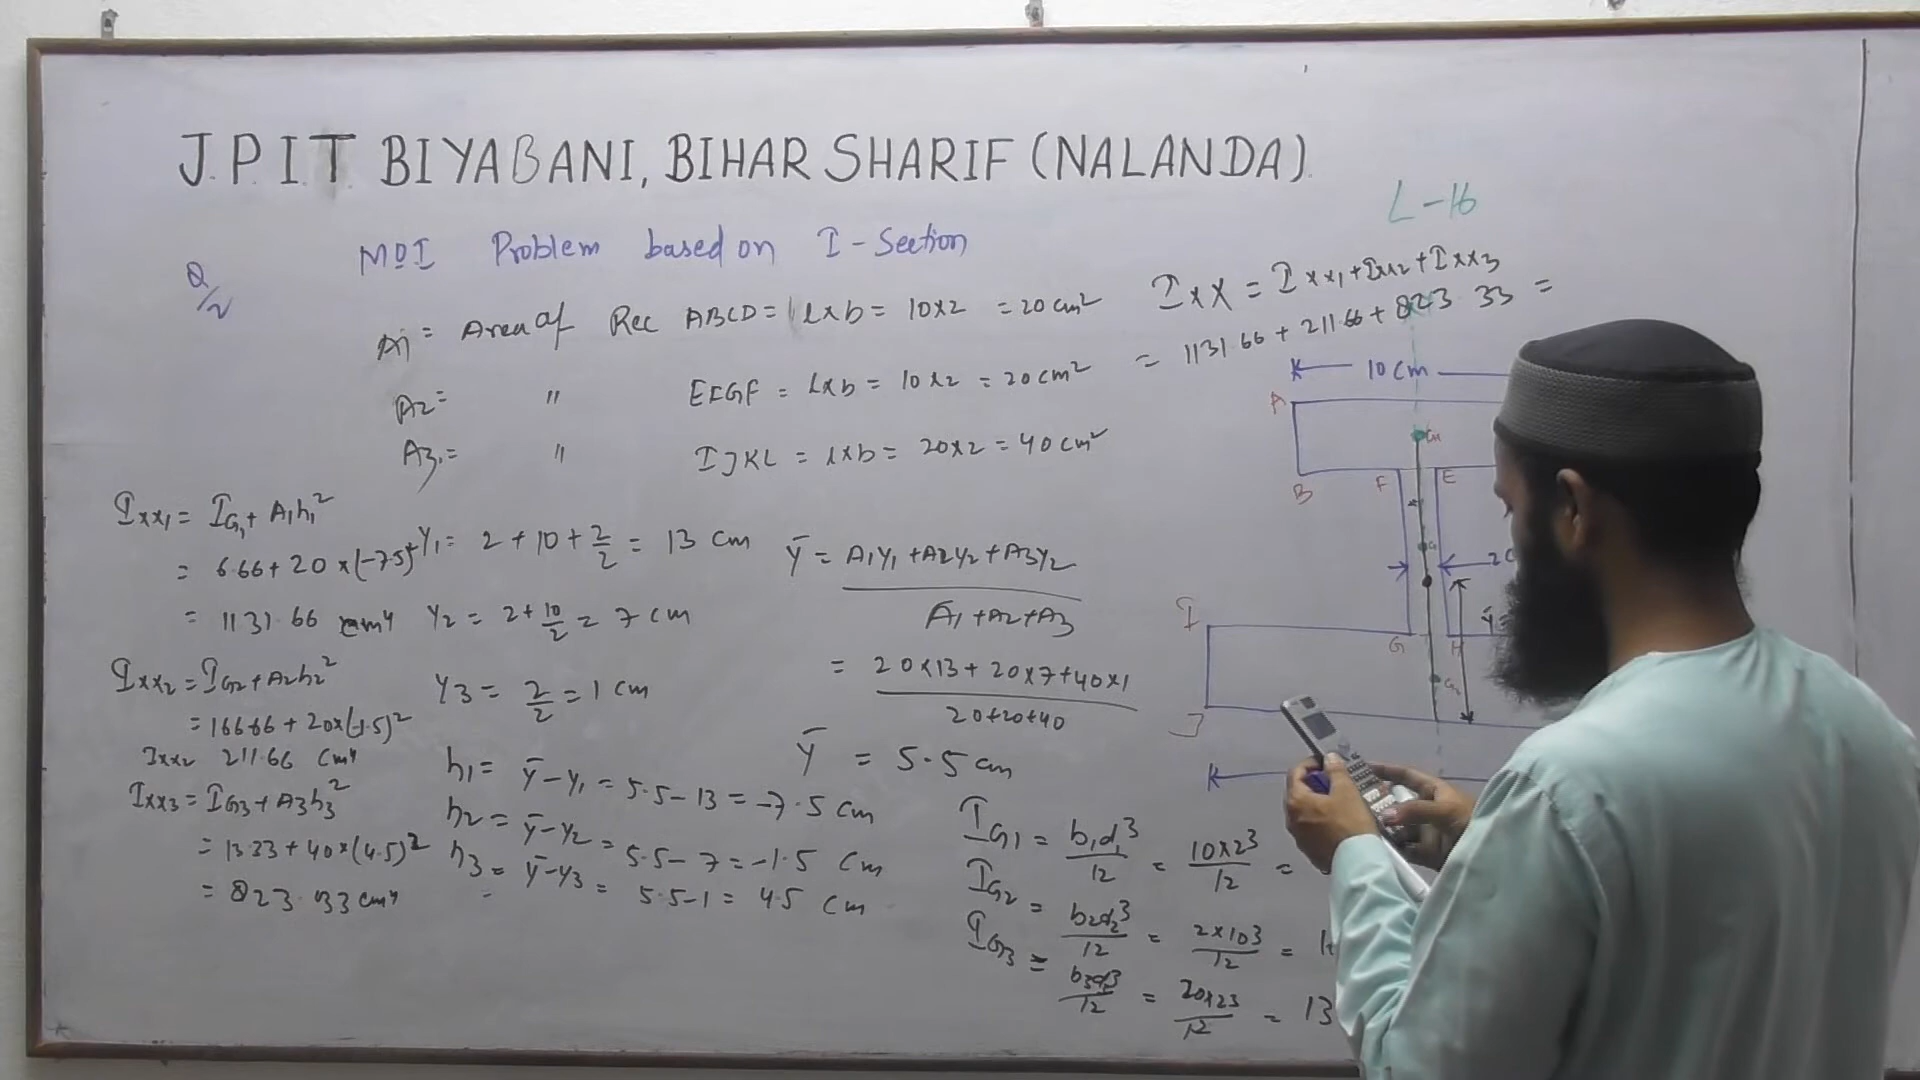 J.P.I.T BIYABANI, BIHAR SHARIF (NALANDA).
L-16
MOI Problem based on I-Section
Q/2
A1 = Area of Rec ABCD = l×b = 10×2 = 20 cm²
A2 = " EFGF = l×b = 10×2 = 20 cm²
A3 = " IJKL = l×b = 20×2 = 40 cm²
IXX = Ixx1 + Ixx2 + Ixx3
= 1131.66 + 211.66 + 823.33 =
Ixx1 = IG1 + A1h1²
= 6.66 + 20×(-7.5)²
= 1131.66 cm⁴
Ixx2 = IG2 + A2h2²
= 166.66 + 20×(-1.5)²
Ixx2 211.66 cm⁴
Ixx3 = IG3 + A3h3²
= 13.33 + 40×(4.5)²
= 823.33 cm⁴
Y1 = 2 + 10 + 2/2 = 13 cm
Y2 = 2 + 10/2 = 7 cm
Y3 = 2/2 = 1 cm
h1 = ȳ - y1 = 5.5 - 13 = -7.5 cm
h2 = ȳ - y2 = 5.5 - 7 = -1.5 cm
h3 = ȳ - y3 = 5.5 - 1 = 4.5 cm
ȳ = A1y1 + A2y2 + A3y2
A1 + A2 + A3
= 20×13 + 20×7 + 40×1
20+20+40
ȳ = 5.5 cm
IG1 = b1d1³/12 = 10×2³/12 =
IG2 = b2d2³/12 = 2×10³/12 = 1
IG3 = b3d3³/12 = 20×2³/12 = 13
10 cm
A
B
F E
G1
G
2 c
ȳ =
I
G H
G3
J